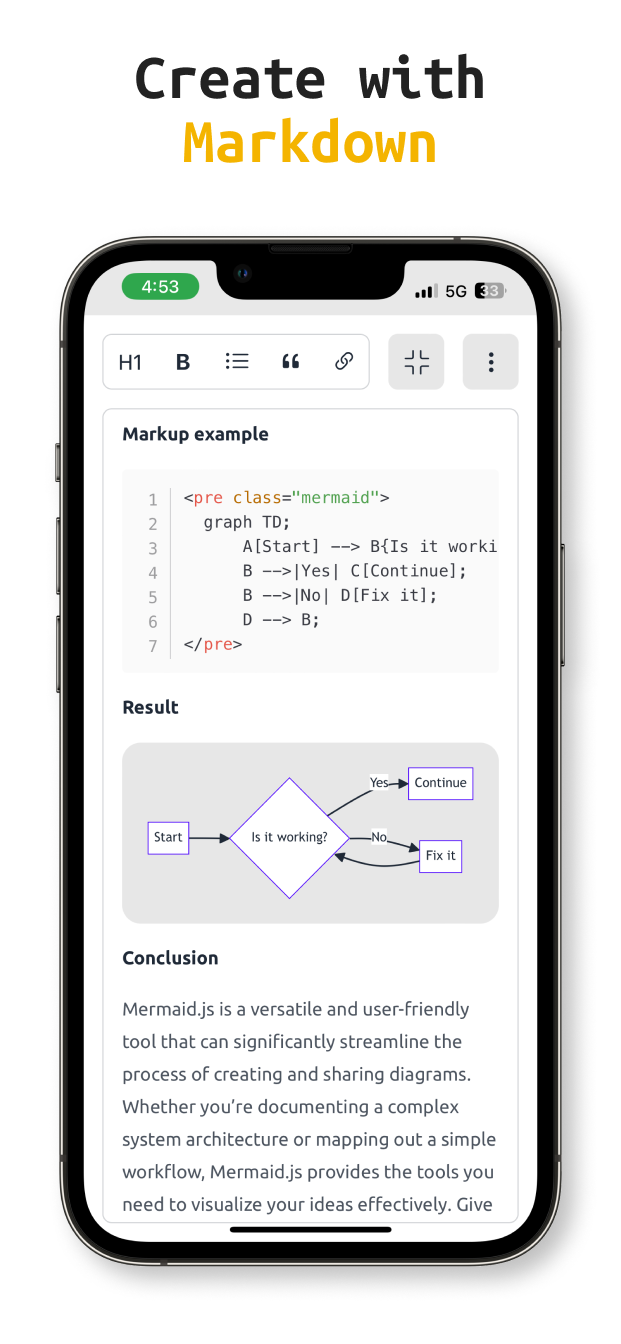 Create with
Markdown
4:53
5G 33
H1 B
Markup example
1 <pre class="mermaid">
2 graph TD;
3 A[Start] --> B{Is it worki
4 B -->|Yes| C[Continue];
5 B -->|No| D[Fix it];
6 D --> B;
7 </pre>
Result
Yes
Continue
Start
Is it working?
No
Fix it
Conclusion
Mermaid.js is a versatile and user-friendly
tool that can significantly streamline the
process of creating and sharing diagrams.
Whether you’re documenting a complex
system architecture or mapping out a simple
workflow, Mermaid.js provides the tools you
need to visualize your ideas effectively. Give